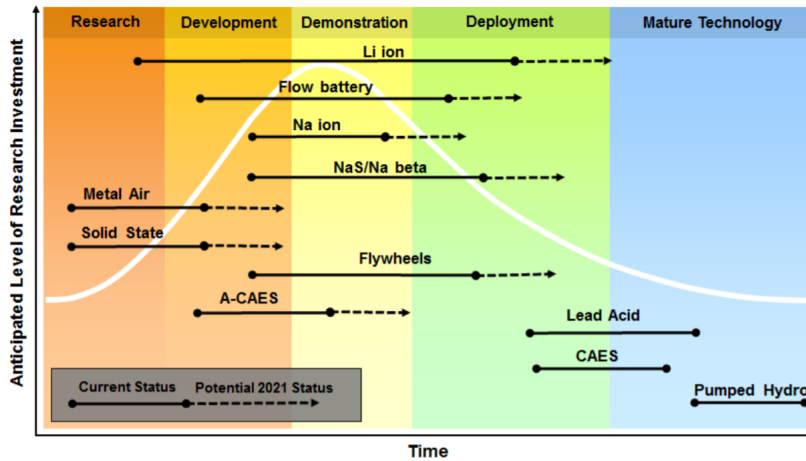 Research
Development
Demonstration
Deployment
Mature Technology
Li ion
Flow battery
Na ion
NaS/Na beta
Metal Air
Solid State
Flywheels
A-CAES
Lead Acid
CAES
Pumped Hydro
Current Status
Potential 2021 Status
Anticipated Level of Research Investment
Time